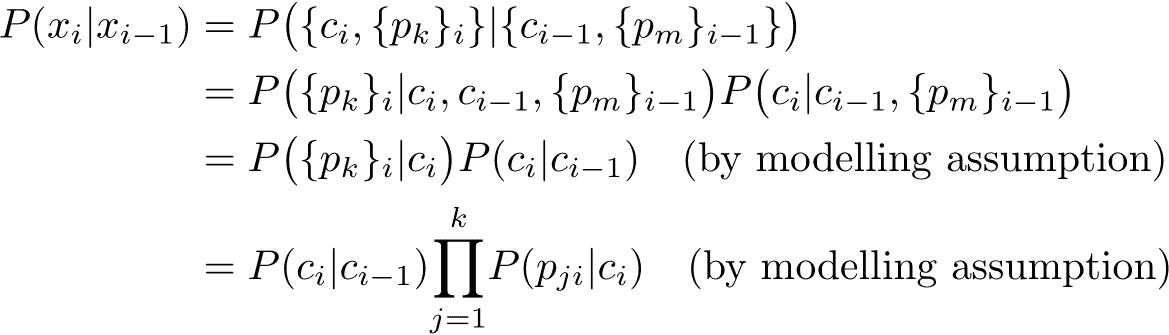 P(x_i|x_{i−1}) = P({c_i, {p_k}_i}|{c_{i−1}, {p_m}_{i−1}})
= P({p_k}_i|c_i, c_{i−1}, {p_m}_{i−1})P(c_i|c_{i−1}, {p_m}_{i−1})
= P({p_k}_i|c_i)P(c_i|c_{i−1}) (by modelling assumption)
= P(c_i|c_{i−1}) ∏_{j=1}^{k} P(p_{ji}|c_i) (by modelling assumption)